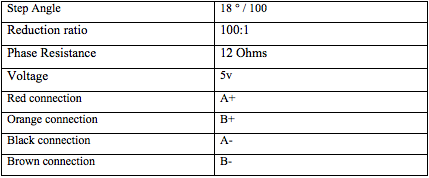 Step Angle 18 ° / 100
Reduction ratio 100:1
Phase Resistance 12 Ohms
Voltage 5v
Red connection A+
Orange connection B+
Black connection A-
Brown connection B-